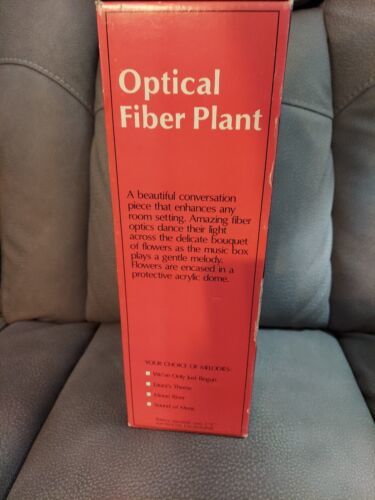 Optical
Fiber Plant
A beautiful conversation
piece that enhances any
room setting. Amazing fiber
optics dance their light
across the delicate bouquet
of flowers as the music box
plays a gentle melody.
Flowers are encased in a
protective acrylic dome.
YOUR CHOICE OF MELODIES:
We've Only Just Begun
Lara's Theme
Moon River
Sound of Music